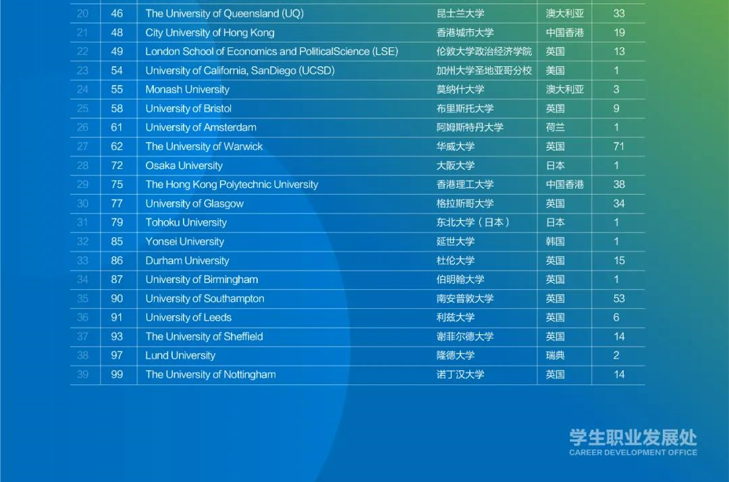 20 46 The University of Queensland (UQ) 昆士兰大学 澳大利亚 33
21 48 City University of Hong Kong 香港城市大学 中国香港 19
22 49 London School of Economics and PoliticalScience (LSE) 伦敦大学政治经济学院 英国 13
23 54 University of California, SanDiego (UCSD) 加州大学圣地亚哥分校 美国 1
24 55 Monash University 莫纳什大学 澳大利亚 3
25 58 University of Bristol 布里斯托大学 英国 9
26 61 University of Amsterdam 阿姆斯特丹大学 荷兰 1
27 62 The University of Warwick 华威大学 英国 71
28 72 Osaka University 大阪大学 日本 1
29 75 The Hong Kong Polytechnic University 香港理工大学 中国香港 38
30 77 University of Glasgow 格拉斯哥大学 英国 34
31 79 Tohoku University 东北大学（日本） 日本 1
32 85 Yonsei University 延世大学 韩国 1
33 86 Durham University 杜伦大学 英国 15
34 87 University of Birmingham 伯明翰大学 英国 1
35 90 University of Southampton 南安普敦大学 英国 53
36 91 University of Leeds 利兹大学 英国 6
37 93 The University of Sheffield 谢菲尔德大学 英国 14
38 97 Lund University 隆德大学 瑞典 2
39 99 The University of Nottingham 诺丁汉大学 英国 14
学生职业发展处
CAREER DEVELOPMENT OFFICE